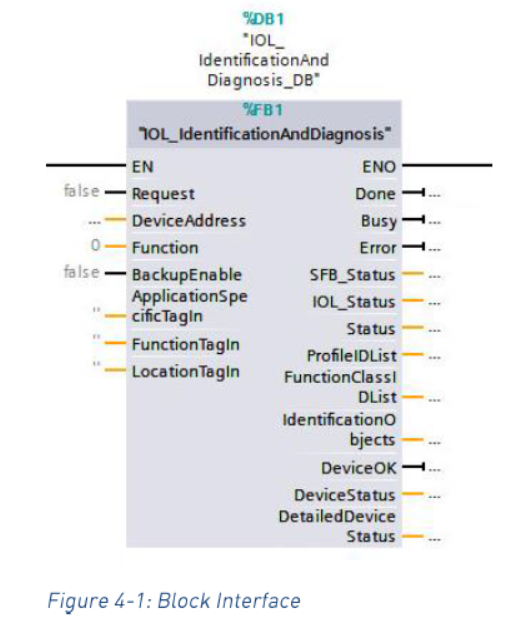 %DB1
"IOL_
IdentificationAnd
Diagnosis_DB"
%FB1
"IOL_IdentificationAndDiagnosis"
EN ENO
false Request Done ...
... DeviceAddress Busy ...
0 Function Error ...
false BackupEnable SFB_Status ...
ApplicationSpe
'' cificTagIn IOL_Status ...
Status ...
'' FunctionTagIn ProfileIDList ...
'' LocationTagIn FunctionClassI
DList ...
IdentificationO
bjects ...
DeviceOK ...
DeviceStatus ...
DetailedDevice
Status ...
Figure 4-1: Block Interface